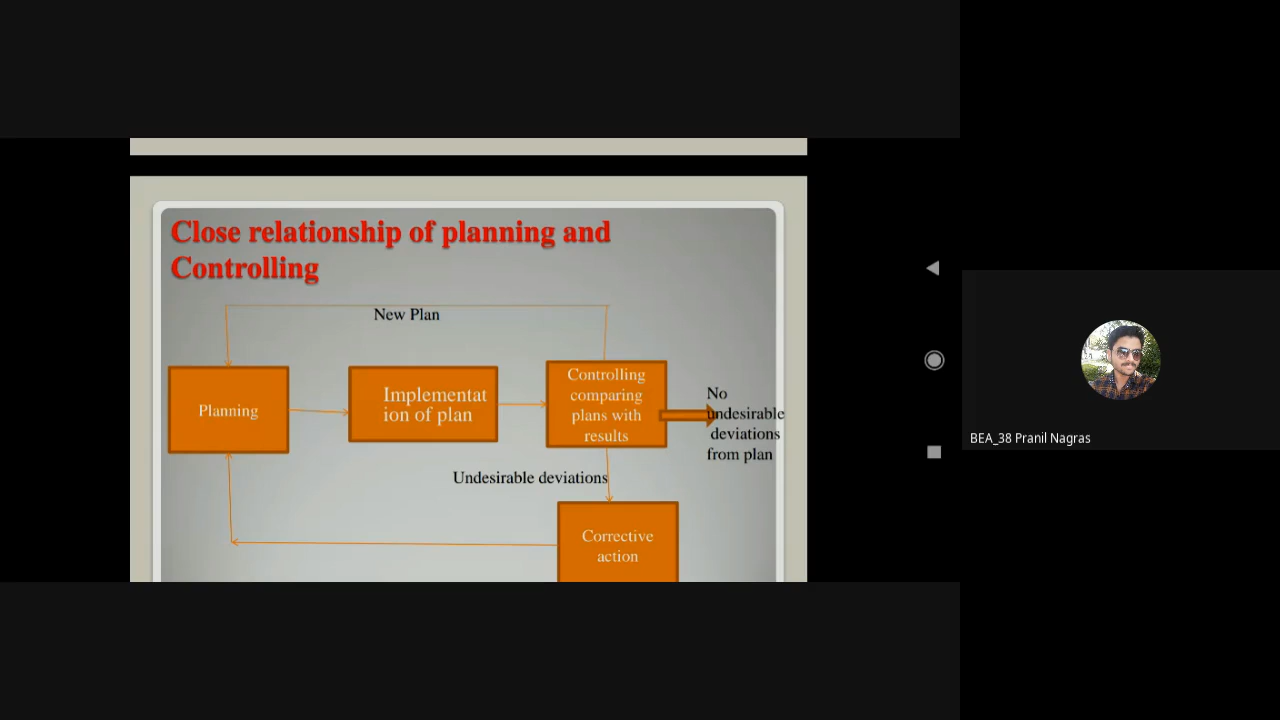 Close relationship of planning and
Controlling
New Plan
Planning
Implementat
ion of plan
Controlling
comparing
plans with
results
No
undesirable
deviations
from plan
Undesirable deviations
Corrective
action
BEA_38 Pranil Nagras